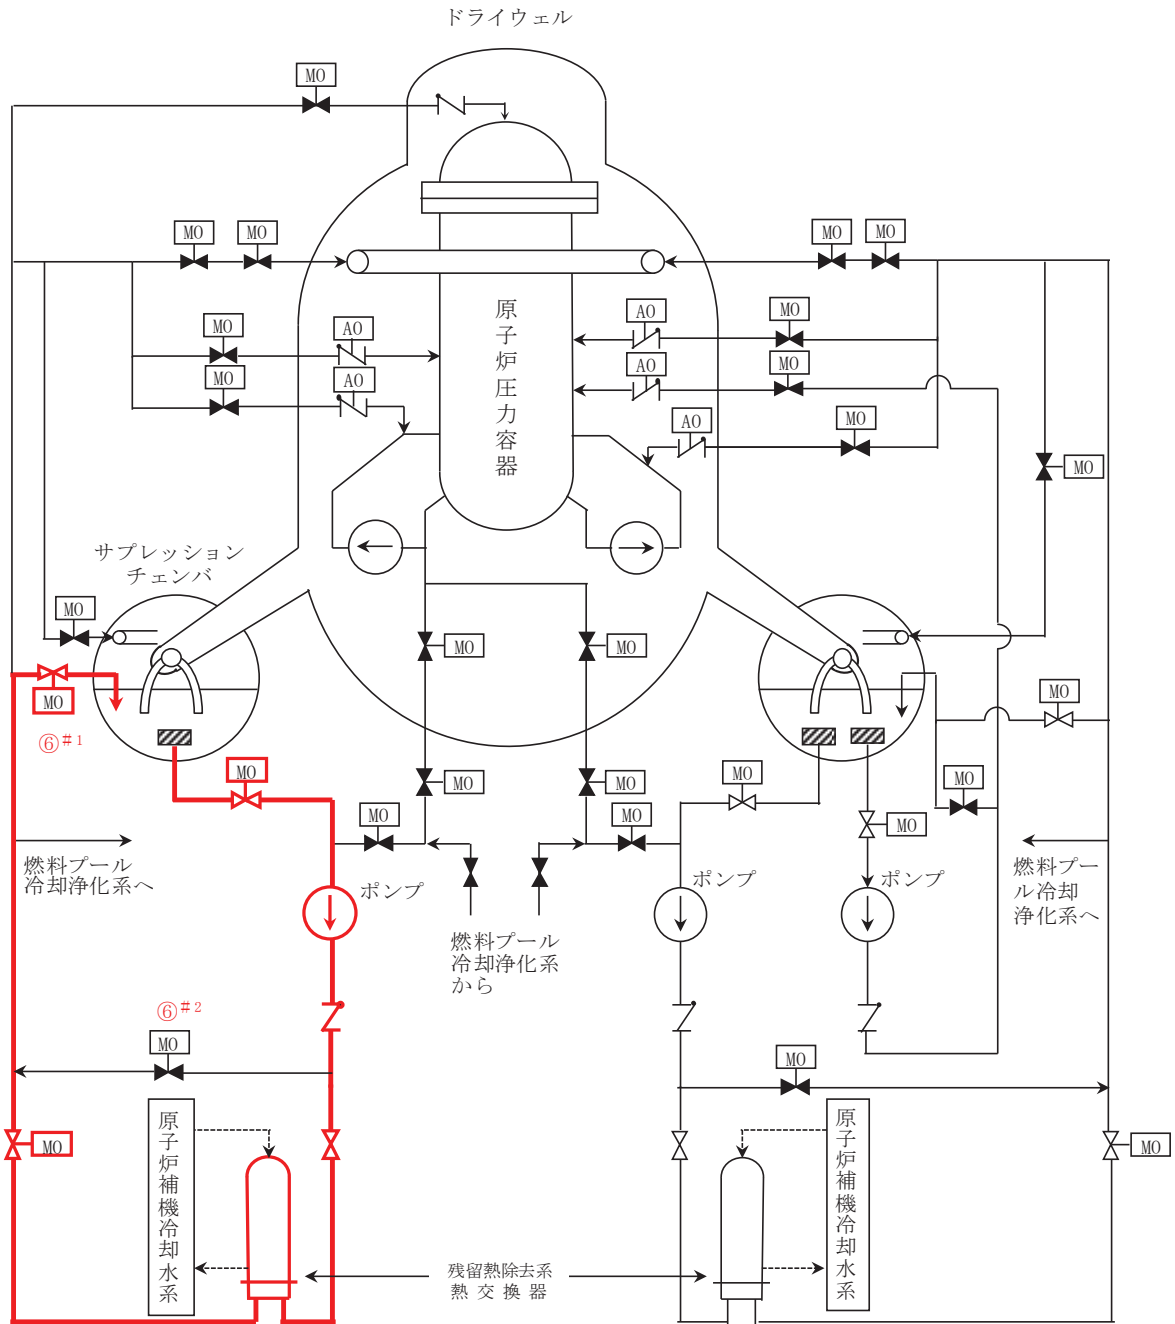 ドライウェル
MO
MO
MO
MO
MO
MO
AO
MO
AO
AO
MO
AO
MO
AO
MO
MO
原子炉圧力容器
サプレッション
チェンバ
MO
MO
MO
MO
MO
⑥#1
MO
MO
MO
MO
MO
MO
MO
MO
MO
燃料プール
冷却浄化系へ
ポンプ
燃料プール
冷却浄化系
から
ポンプ
ポンプ
燃料プー
ル冷却
浄化系へ
⑥#2
MO
MO
MO
MO
原子炉補機冷却水系
原子炉補機冷却水系
残留熱除去系
熱交換器